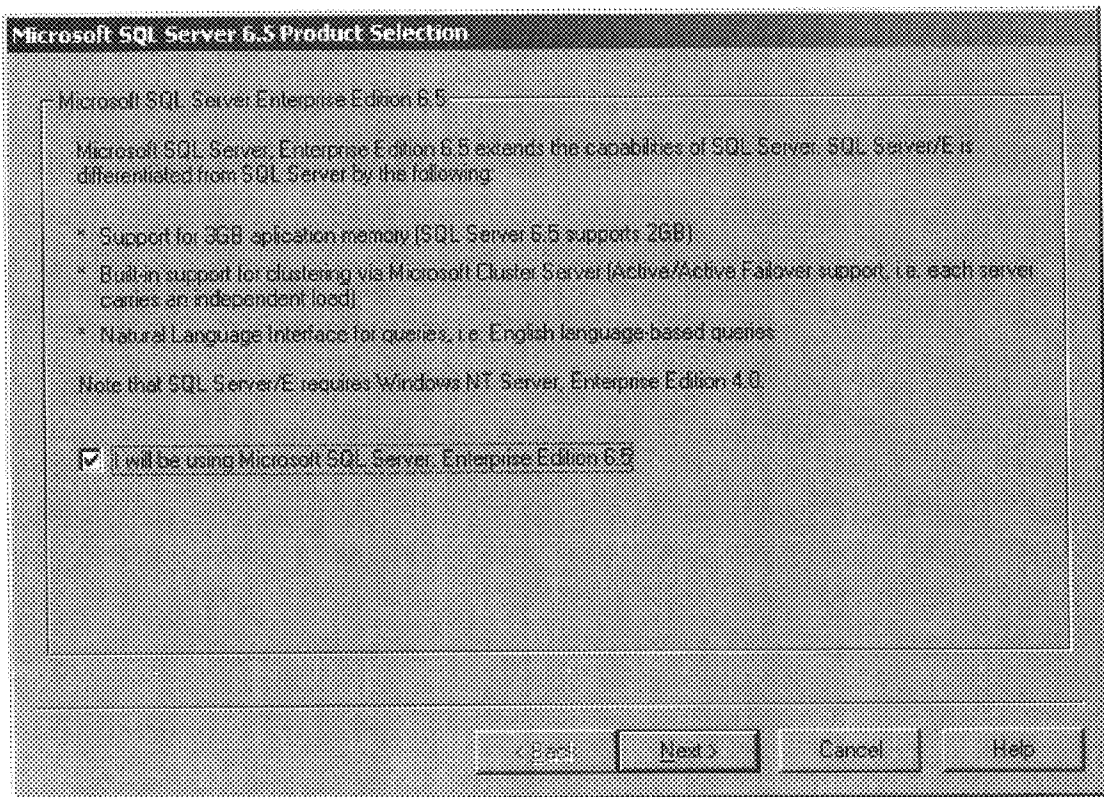 Microsoft SQL Server 6.5 Product Selection
Microsoft SQL Server Enterprise Edition 6.5
Microsoft SQL Server, Enterprise Edition 6.5 extends the capabilities of SQL Server. SQL Server/E is
differentiated from SQL Server by the following:
* Support for 3GB aplication memory (SQL Server 6.5 supports 2GB)
* Built-in support for clustering via Microsoft Cluster Server (Active/Active Failover support, i.e. each server
carries an independent load)
* Natural Language Interface for queries, i.e. English language based queries
Note that SQL Server/E requires Windows NT Server, Enterprise Edition 4.0.
I will be using Microsoft SQL Server, Enterprise Edition 6.5
< Back Next > Cancel Help